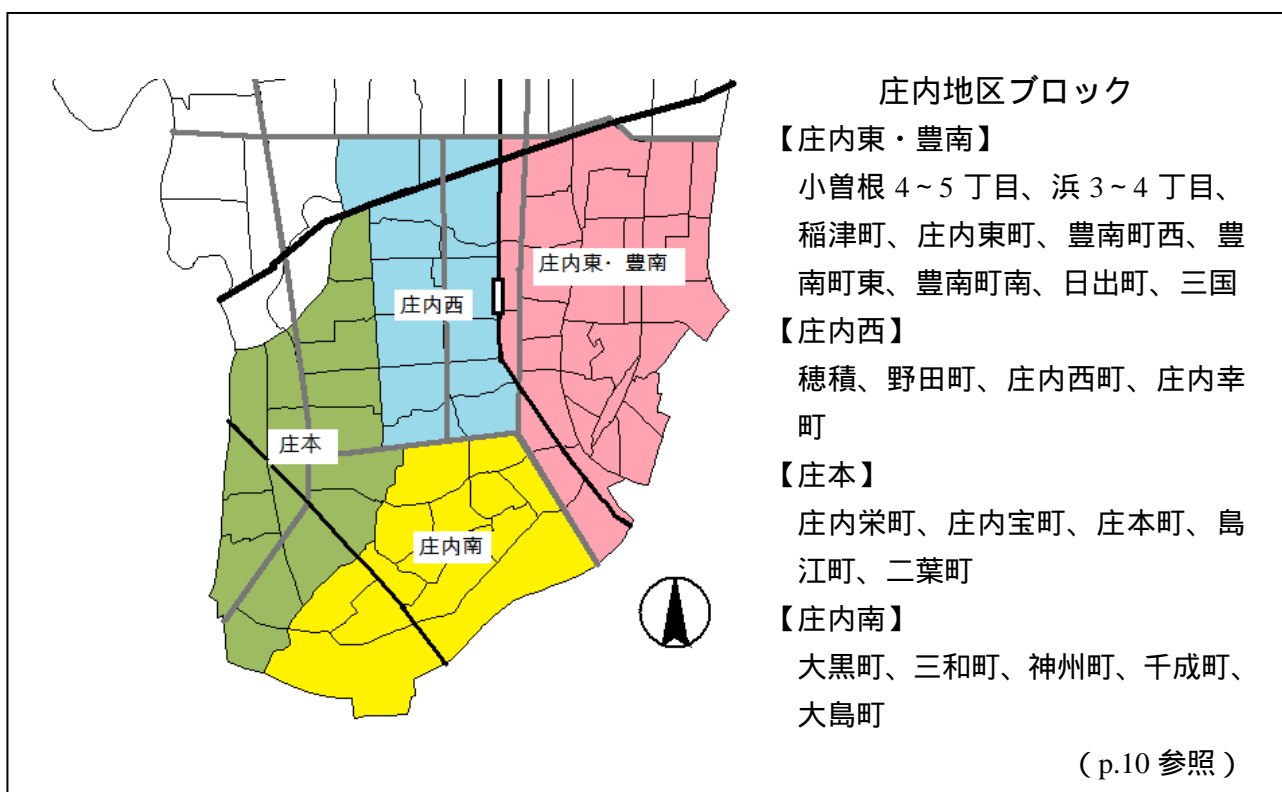 庄内地区ブロック
【庄内東・豊南】
小曽根 4~5 丁目、浜 3~4 丁目、
稲津町、庄内東町、豊南町西、豊
南町東、豊南町南、日出町、三国
【庄内西】
穂積、野田町、庄内西町、庄内幸
町
【庄本】
庄内栄町、庄内宝町、庄本町、島
江町、二葉町
【庄内南】
大黒町、三和町、神州町、千成町、
大島町
（p.10 参照）
庄内東・豊南
庄内西
庄本
庄内南